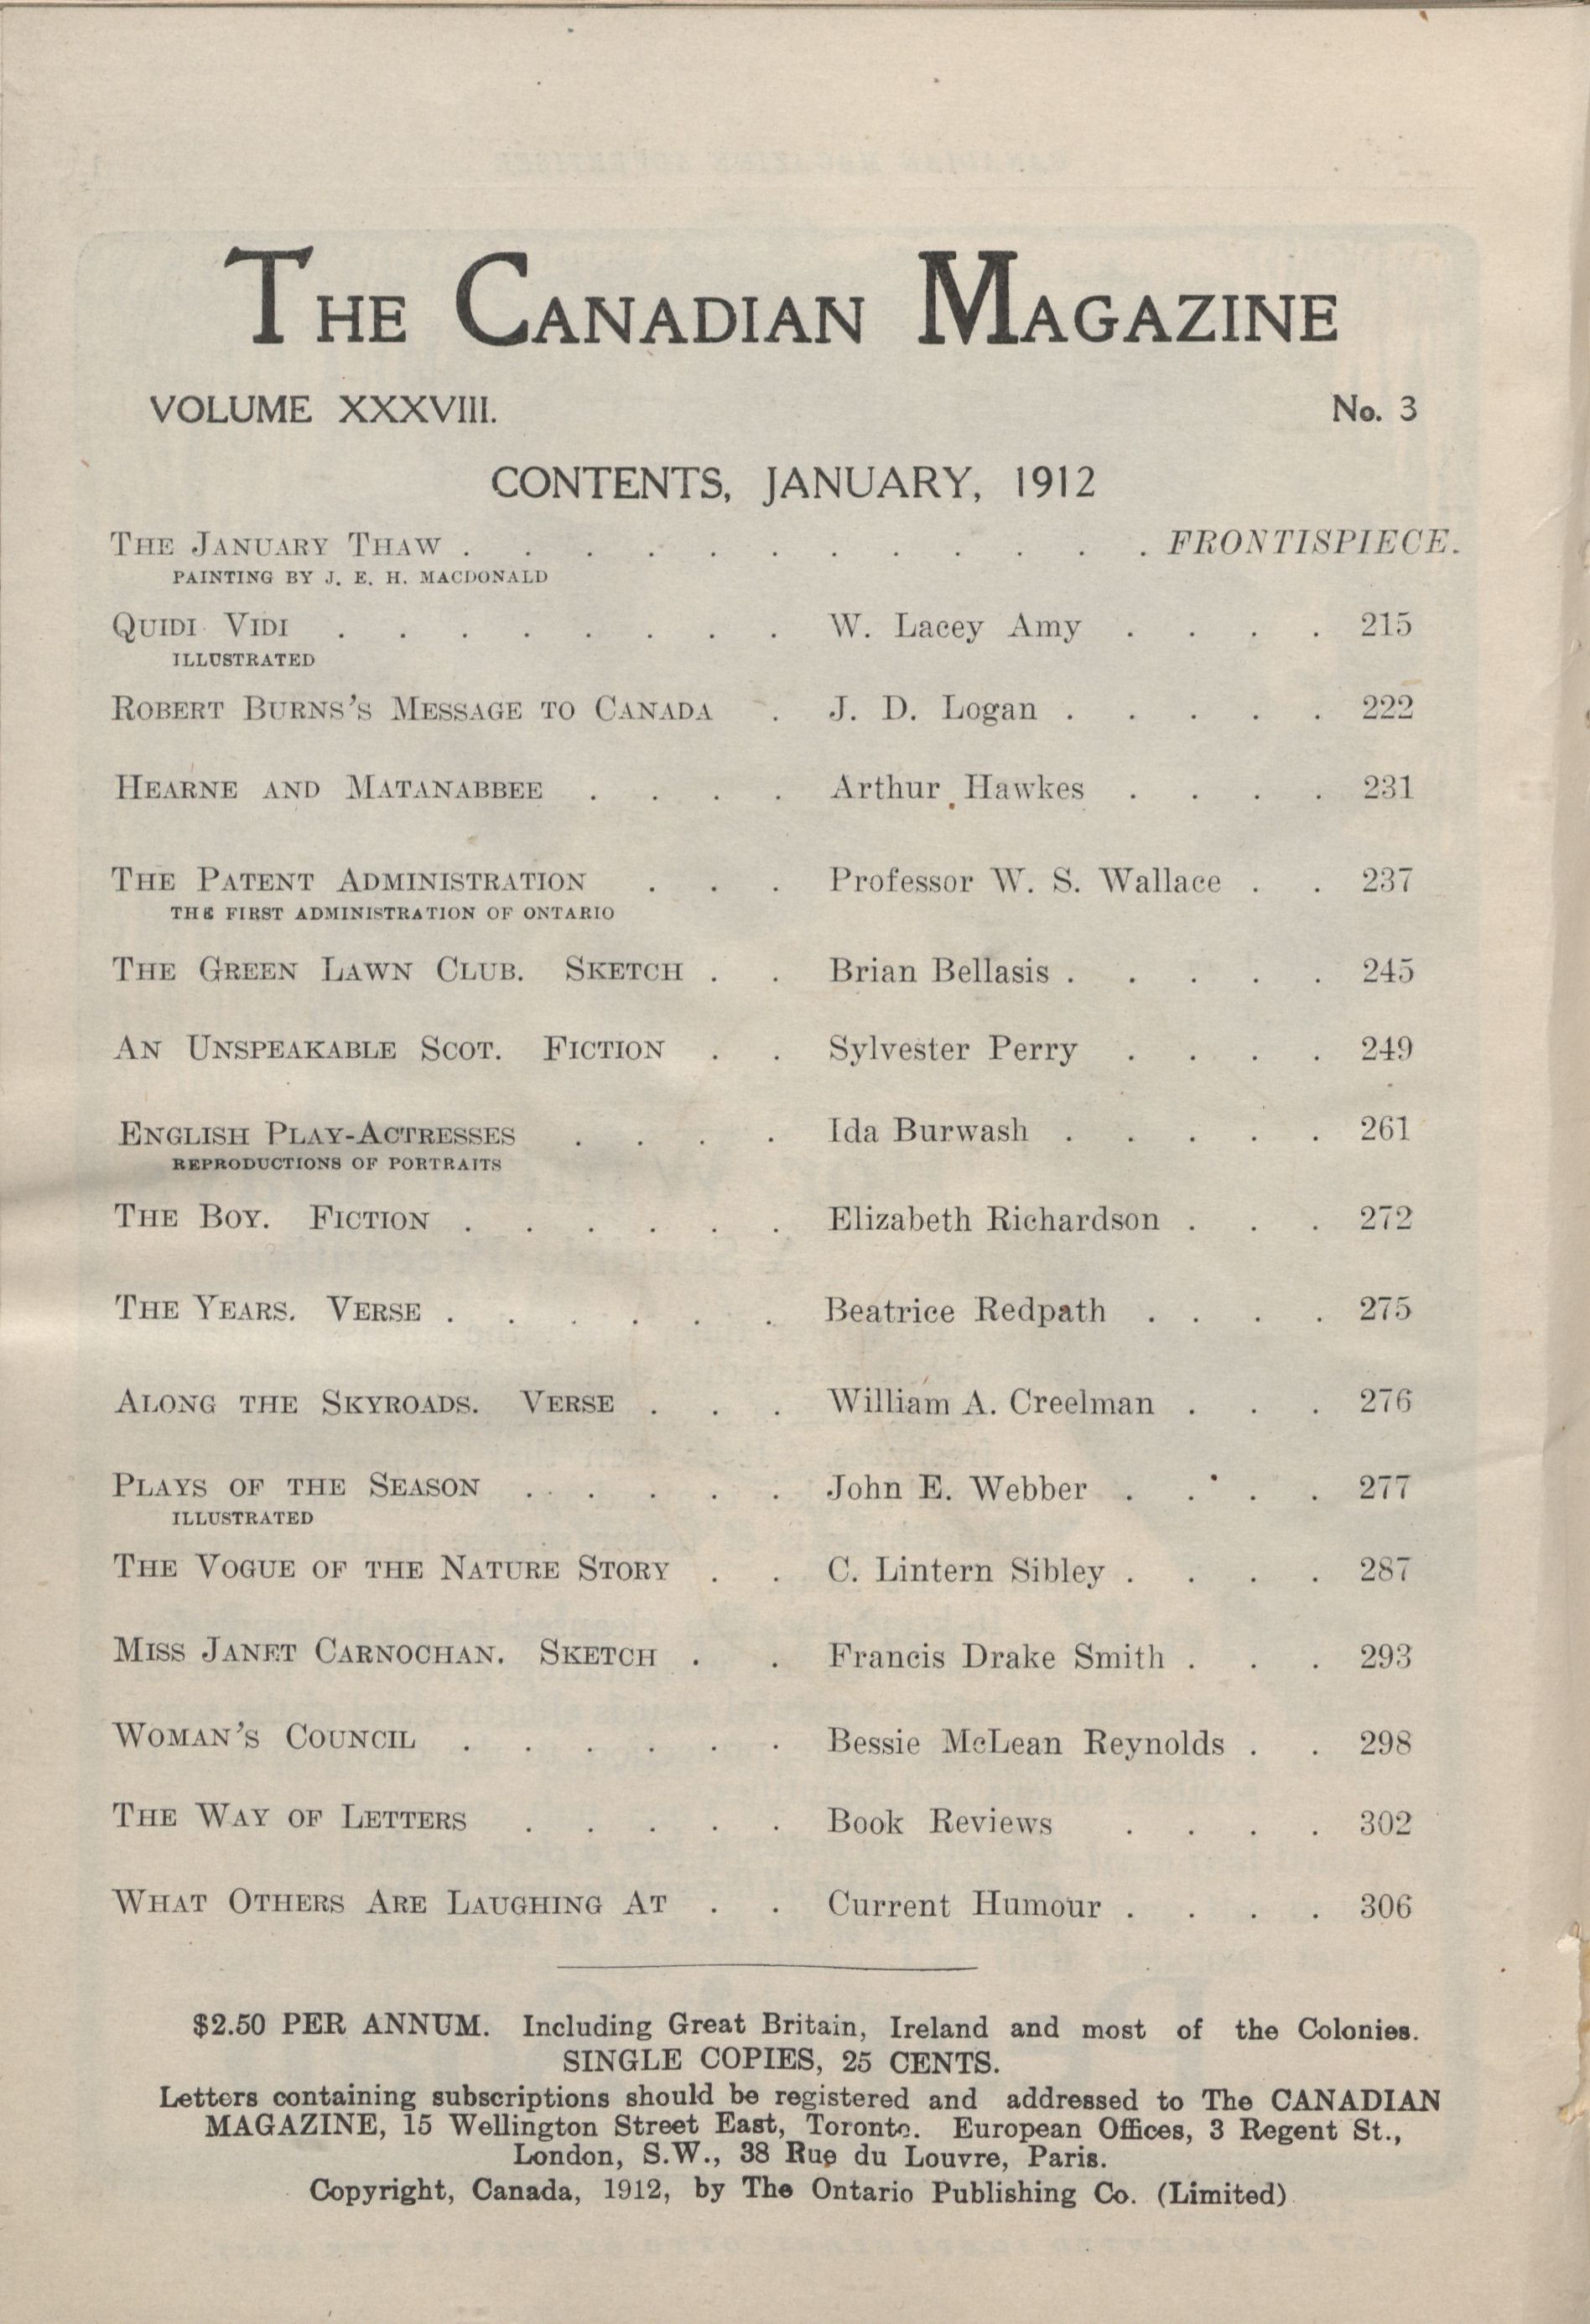 THE CANADIAN MAGAZINE
VOLUME XXXVIII. No. 3
CONTENTS, JANUARY, 1912
THE JANUARY THAW . . . . . . . . . . . . FRONTISPIECE.
PAINTING BY J. E. H. MACDONALD
QUIDI VIDI . . . . . . . . W. Lacey Amy . . . . 215
ILLUSTRATED
ROBERT BURNS'S MESSAGE TO CANADA . J. D. Logan . . . . . 222
HEARNE AND MATANABBEE . . . . Arthur Hawkes . . . . 231
THE PATENT ADMINISTRATION . . . Professor W. S. Wallace . . 237
THE FIRST ADMINISTRATION OF ONTARIO
THE GREEN LAWN CLUB. SKETCH . . Brian Bellasis . . . . . 245
AN UNSPEAKABLE SCOT. FICTION . . Sylvester Perry . . . . 249
ENGLISH PLAY-ACTRESSES . . . . Ida Burwash . . . . . 261
REPRODUCTIONS OF PORTRAITS
THE BOY. FICTION . . . . . . Elizabeth Richardson . . . 272
THE YEARS. VERSE . . . . . . Beatrice Redpath . . . . 275
ALONG THE SKYROADS. VERSE . . . William A. Creelman . . . 276
PLAYS OF THE SEASON . . . . . John E. Webber . . . . 277
ILLUSTRATED
THE VOGUE OF THE NATURE STORY . . C. Lintern Sibley . . . . 287
MISS JANET CARNOCHAN. SKETCH . . Francis Drake Smith . . . 293
WOMAN'S COUNCIL . . . . . . Bessie McLean Reynolds . . 298
THE WAY OF LETTERS . . . . . Book Reviews . . . . 302
WHAT OTHERS ARE LAUGHING AT . . Current Humour . . . . 306
$2.50 PER ANNUM. Including Great Britain, Ireland and most of the Colonies.
SINGLE COPIES, 25 CENTS.
Letters containing subscriptions should be registered and addressed to The CANADIAN
MAGAZINE, 15 Wellington Street East, Toronto. European Offices, 3 Regent St.,
London, S.W., 38 Rue du Louvre, Paris.
Copyright, Canada, 1912, by The Ontario Publishing Co. (Limited)